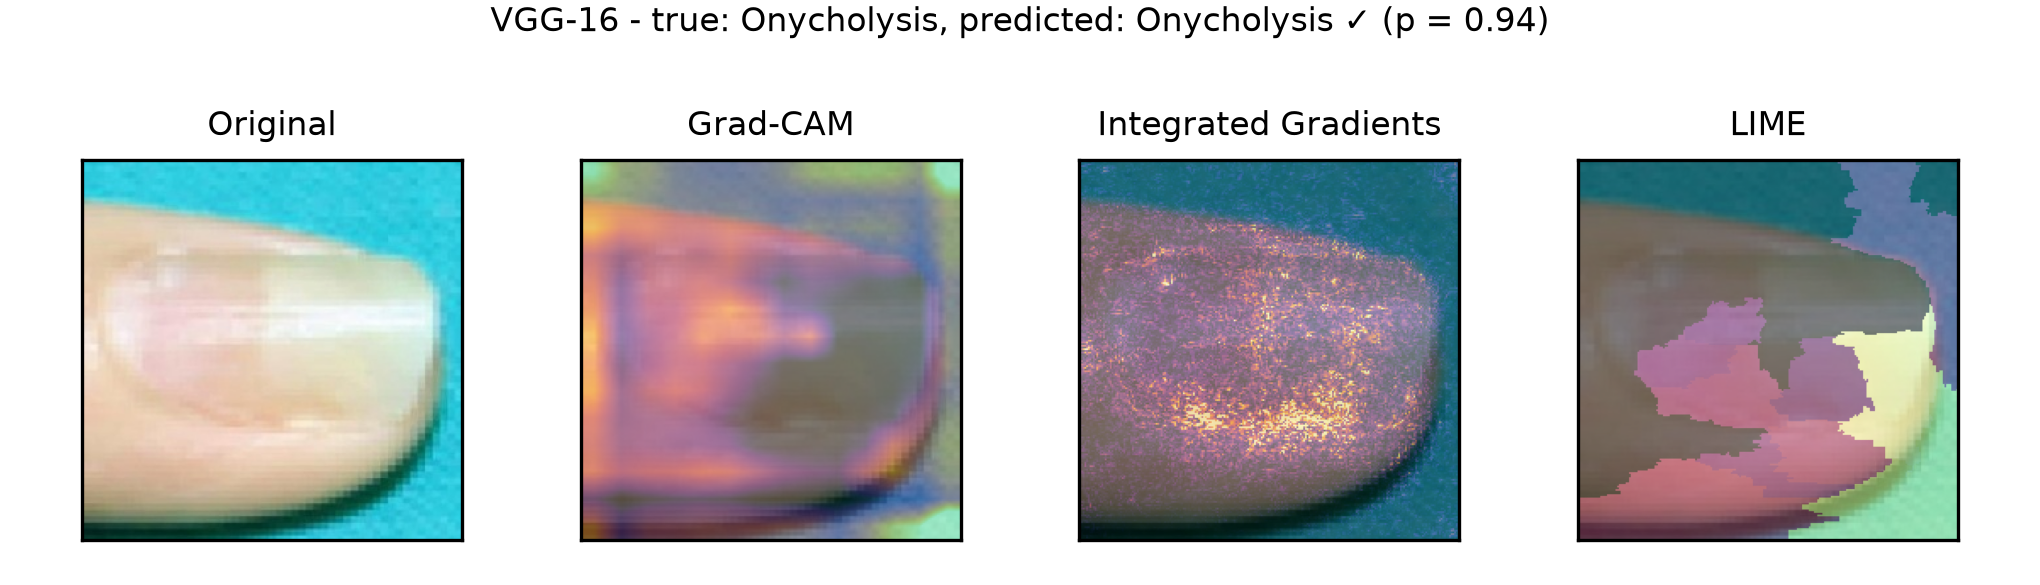 VGG-16 - true: Onycholysis, predicted: Onycholysis ✓ (p = 0.94)
Original
Grad-CAM
Integrated Gradients
LIME